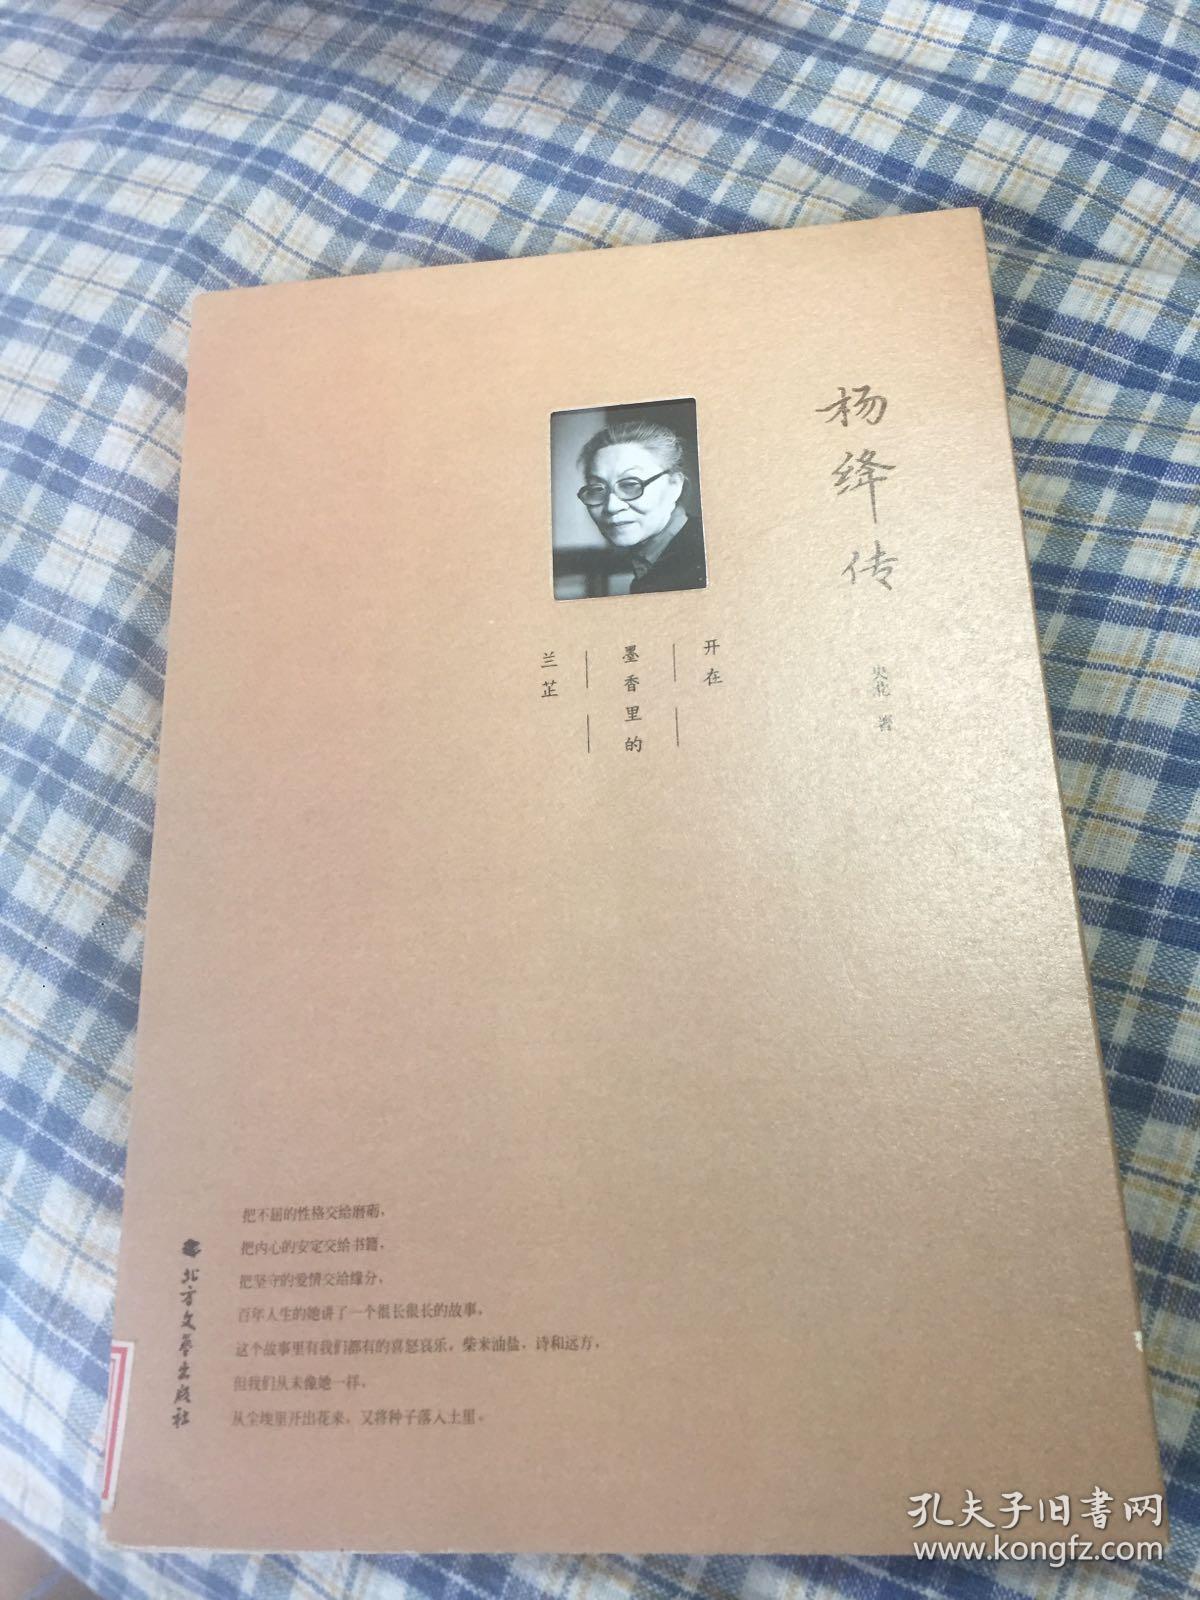 杨绛传
史花 著
开在
墨香里的
兰芷
把不屈的性格交给磨砺，
把内心的安定交给书籍，
把坚守的爱情交给缘分，
百年人生的她讲了一个很长很长的故事，
这个故事里有我们都有的喜怒哀乐，柴米油盐，诗和远方，
但我们从未像她一样，
从尘埃里开出花来，又将种子落入土里。
北方文艺出版社
孔夫子旧书网
www.kongfz.com